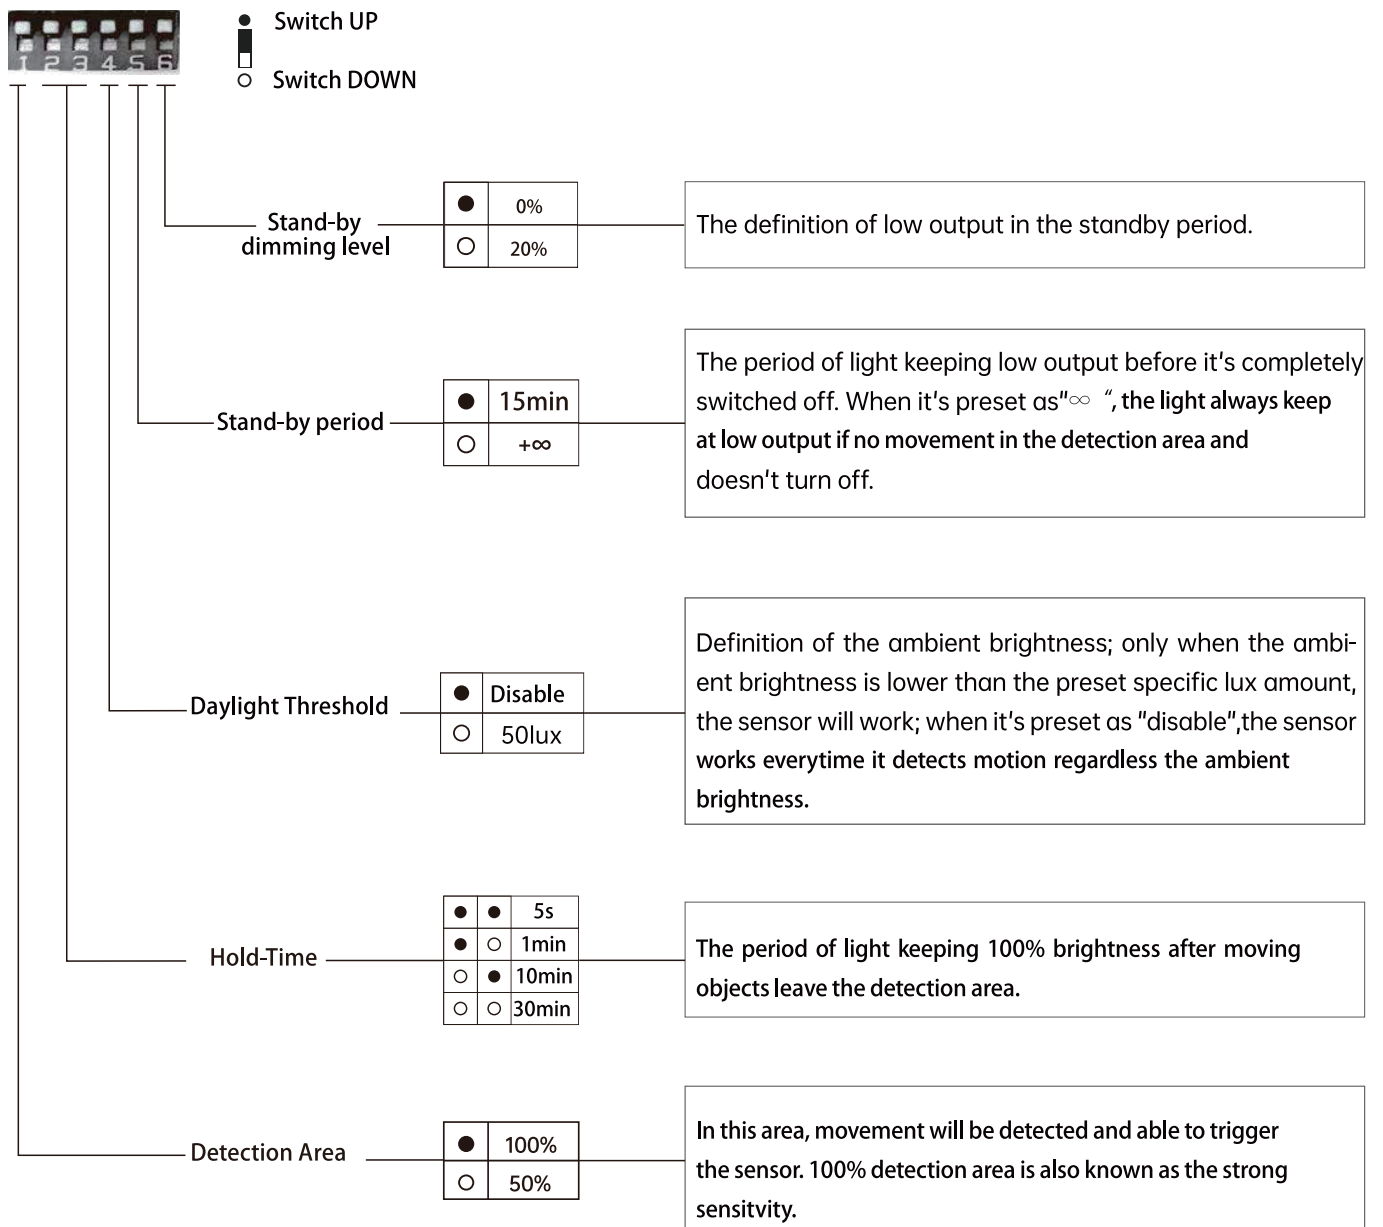 1 2 3 4 5 6
Switch UP
Switch DOWN
Stand-by
dimming level
0%
20%
The definition of low output in the standby period.
Stand-by period
15min
+∞
The period of light keeping low output before it's completely
switched off. When it's preset as"∞ “, the light always keep
at low output if no movement in the detection area and
doesn't turn off.
Daylight Threshold
Disable
50lux
Definition of the ambient brightness; only when the ambi-
ent brightness is lower than the preset specific lux amount,
the sensor will work; when it's preset as "disable",the sensor
works everytime it detects motion regardless the ambient
brightness.
Hold-Time
5s
1min
10min
30min
The period of light keeping 100% brightness after moving
objects leave the detection area.
Detection Area
100%
50%
In this area, movement will be detected and able to trigger
the sensor. 100% detection area is also known as the strong
sensitvity.